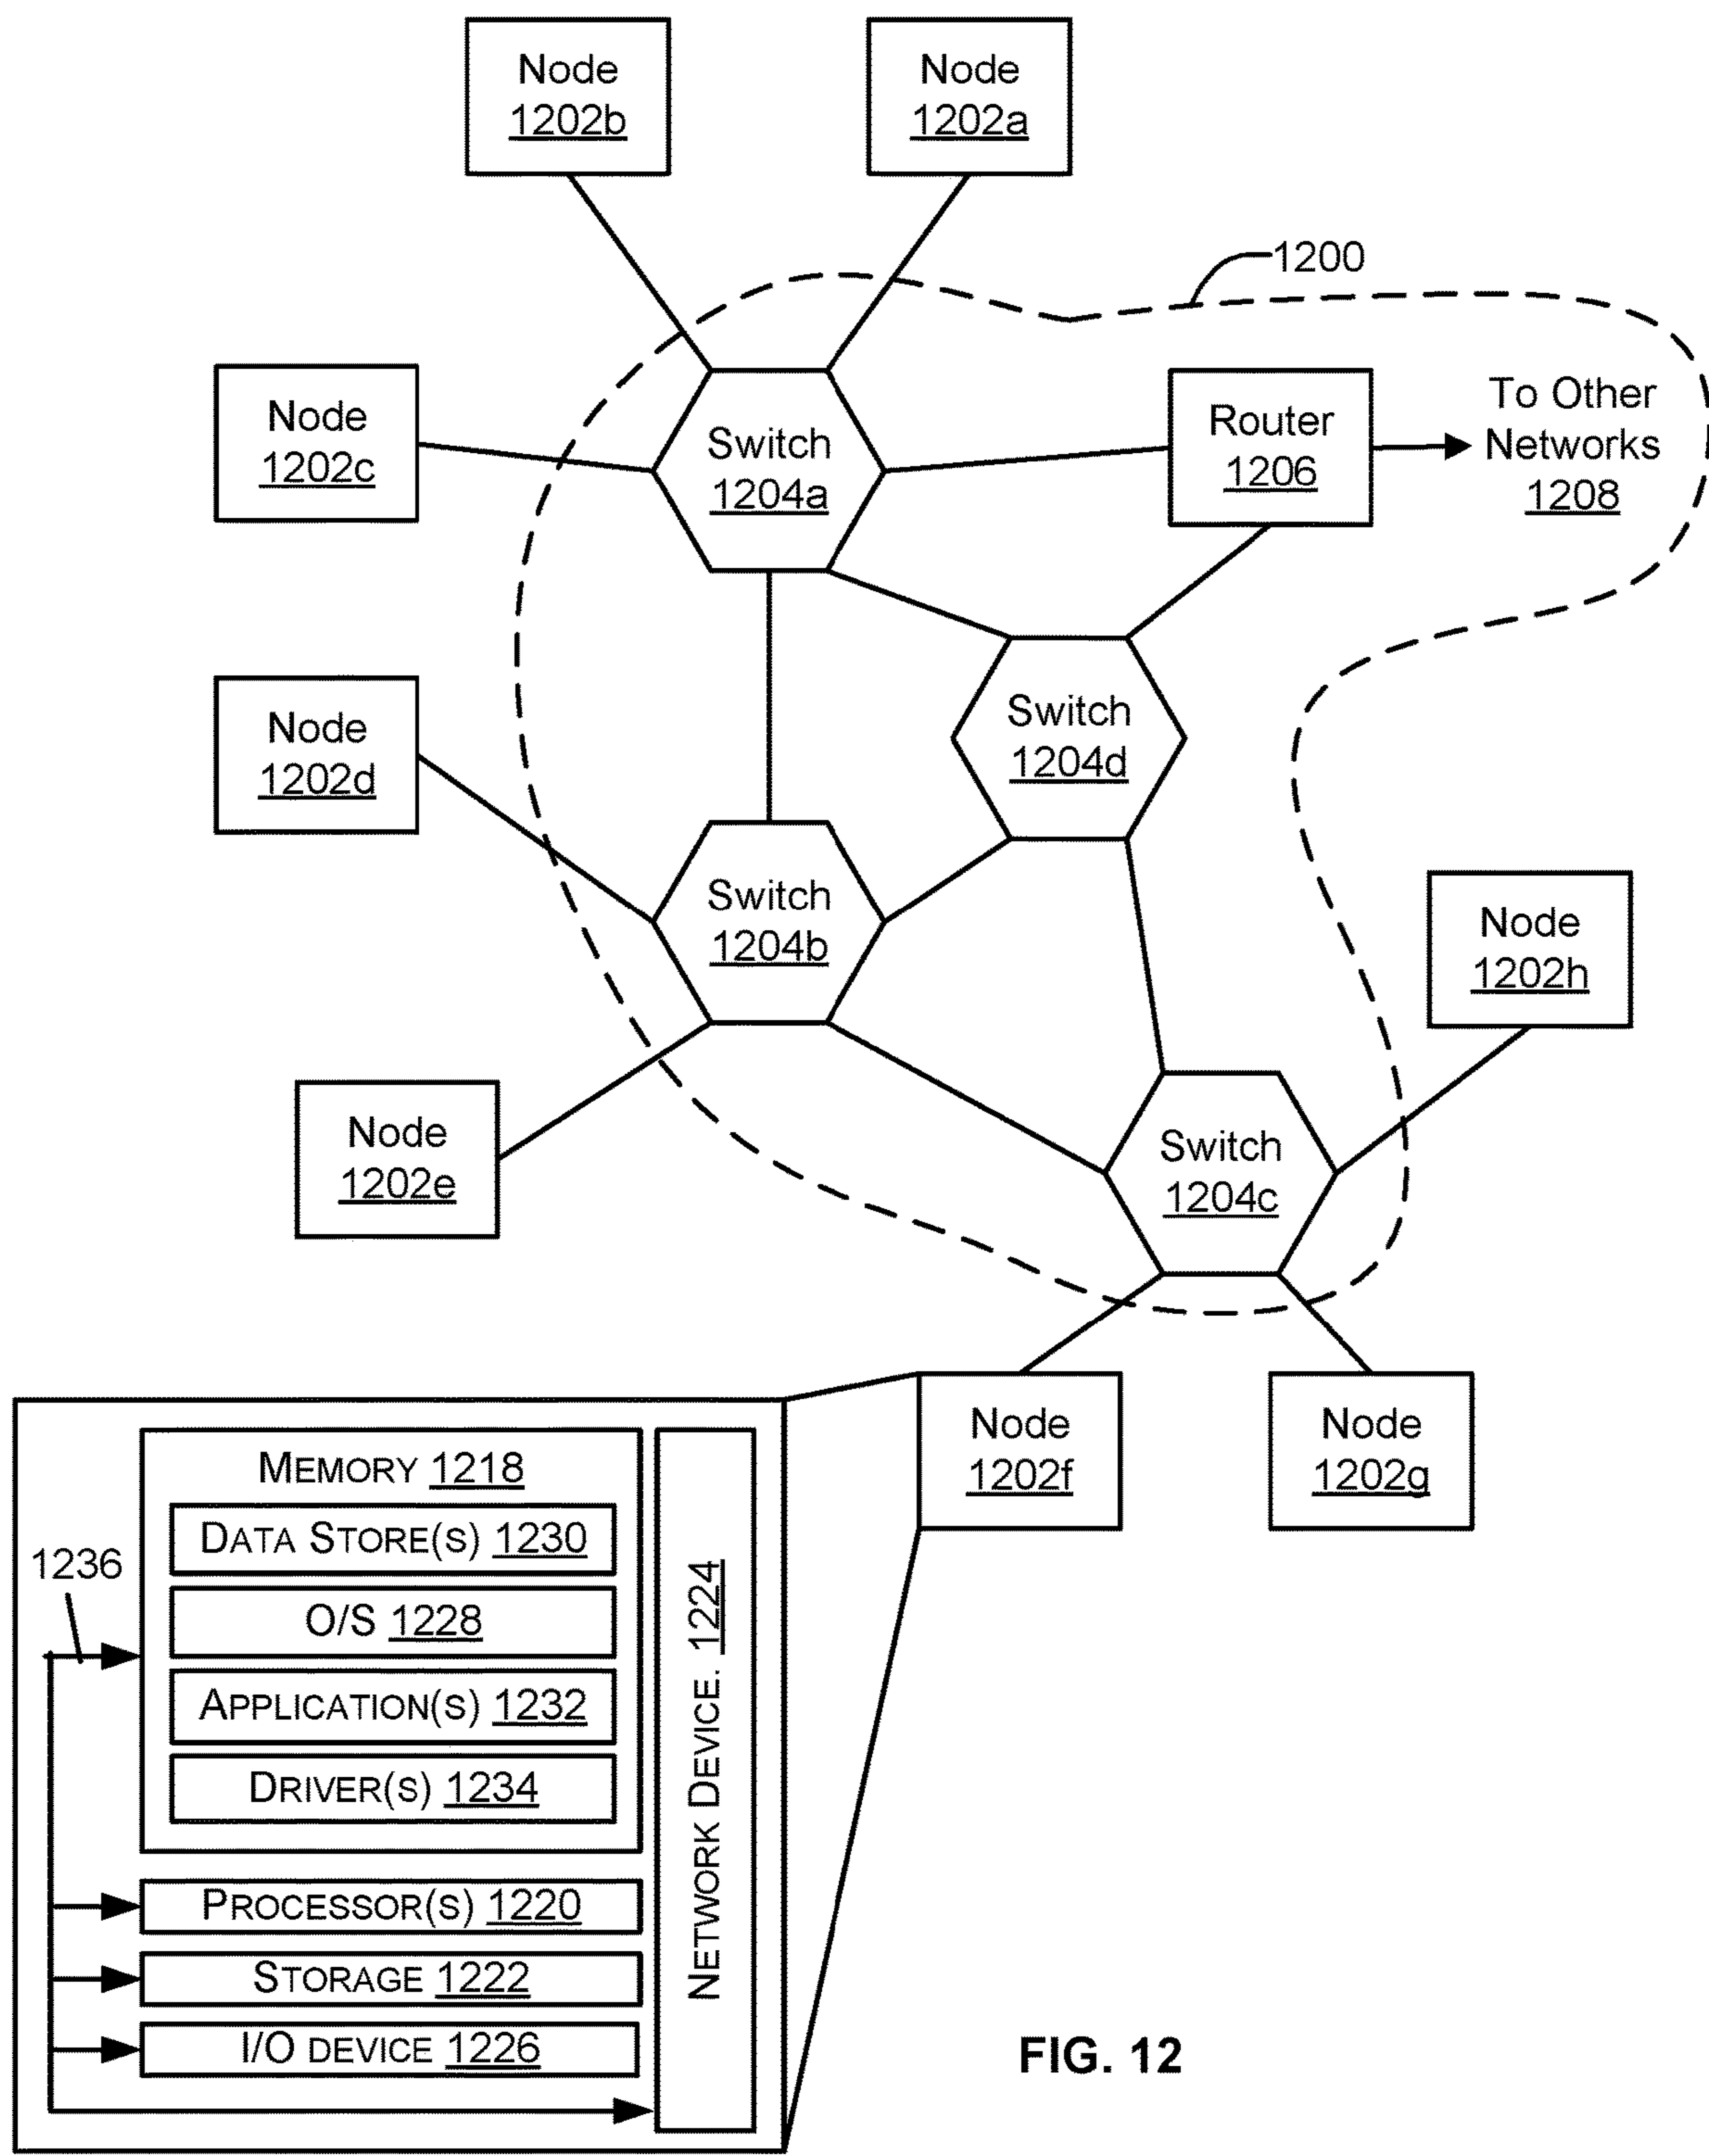 Node
1202b
Node
1202a
1200
Node
1202c
Switch
1204a
Router
1206
To Other
Networks
1208
Node
1202d
Switch
1204d
Switch
1204b
Node
1202h
Node
1202e
Switch
1204c
Node
1202f
Node
1202g
MEMORY 1218
DATA STORE(S) 1230
1236
O/S 1228
APPLICATION(S) 1232
DRIVER(S) 1234
NETWORK DEVICE. 1224
PROCESSOR(S) 1220
STORAGE 1222
I/O DEVICE 1226
FIG. 12